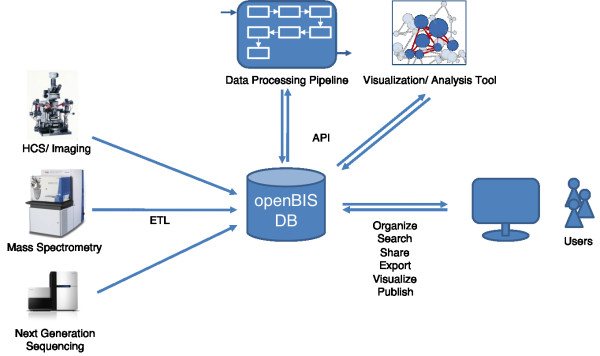 Data Processing Pipeline
Visualization/ Analysis Tool
HCS/ Imaging
API
openBIS
DB
ETL
Mass Spectrometry
Organize
Search
Share
Export
Visualize
Publish
Users
Next Generation
Sequencing